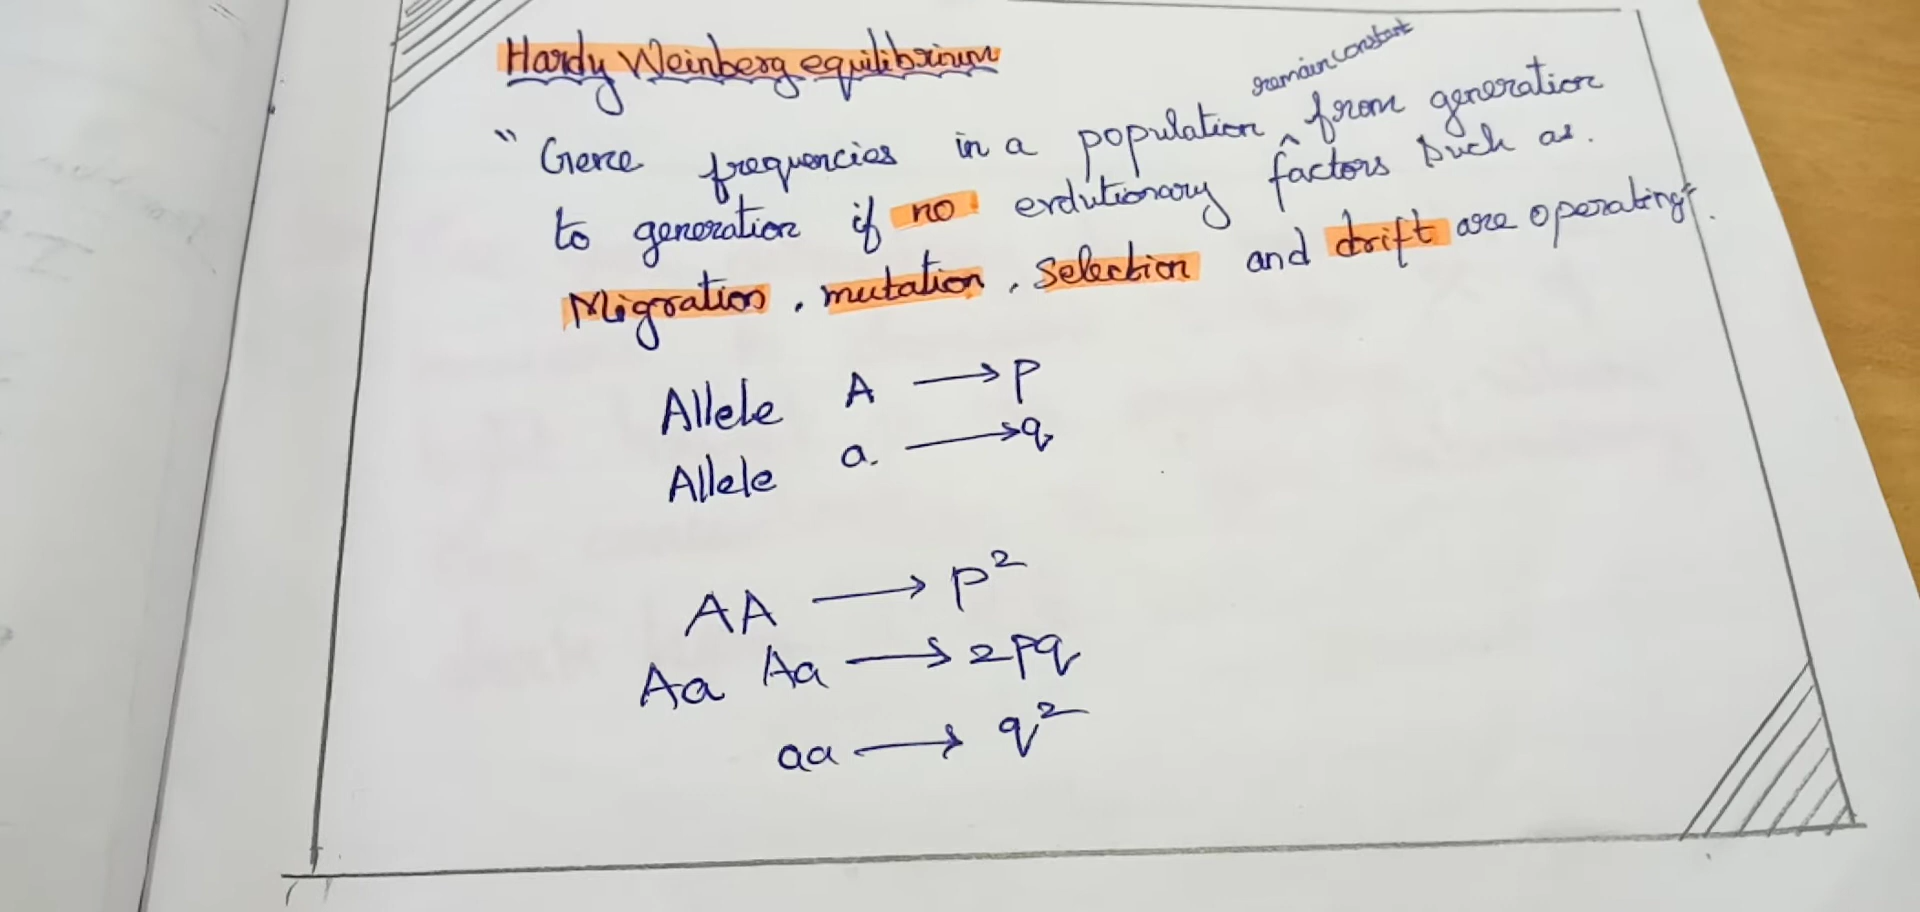 Hardy Weinberg equilibrium
remain constant
" Gene frequencies in a population ^ from generation
to generation if no evolutionary factors such as.
Migration, mutation, selection and drift are operating".
Allele A → p
Allele a. → q
AA → p²
Aa Aa → 2pq
aa → q²